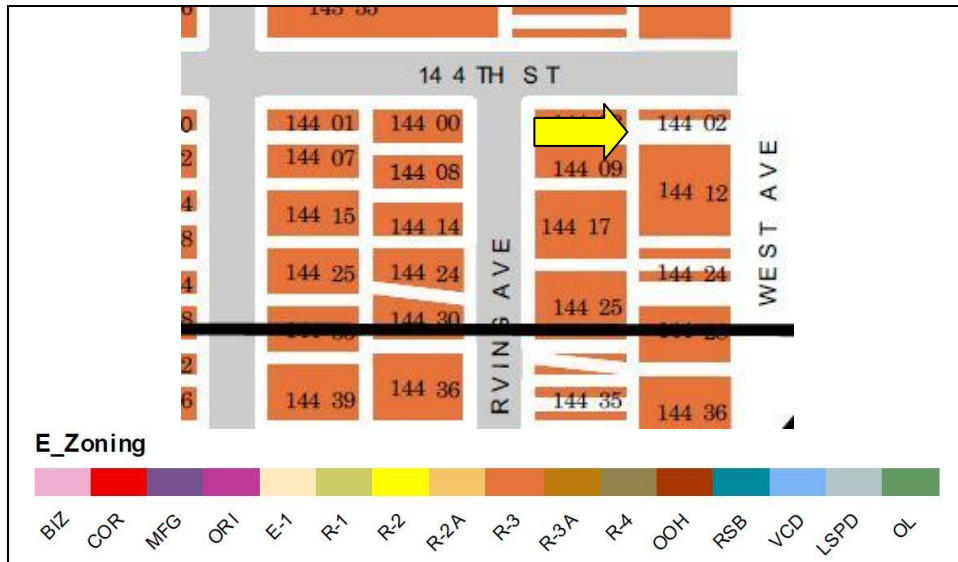 14 4 TH ST
144 01 144 00 144 02
144 07 144 08 144 09 144 12
144 15 144 14 144 17
144 25 144 24 144 25 144 24
144 30
144 39 144 36 144 35 144 36
RVING AVE
WEST AVE
E_Zoning
BIZ COR MFG ORI E-1 R-1 R-2 R-2A R-3 R-3A R-4 OOH RSB VCD LSPD OL